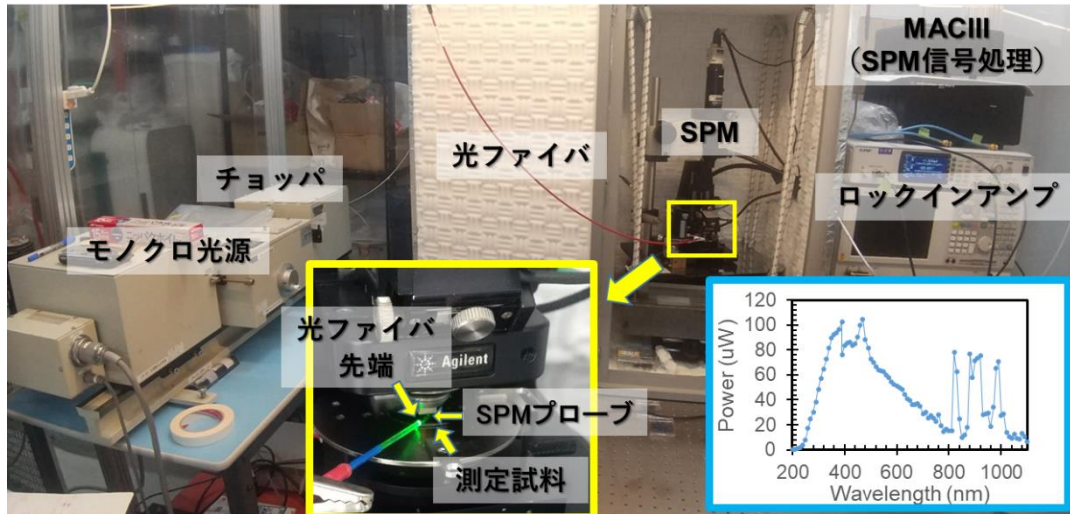 MACIII
（SPM信号処理）
SPM
光ファイバ
チョッパ
ロックインアンプ
モノクロ光源
光ファイバ
先端
Agilent
SPMプローブ
測定試料
120
100
80
60
40
20
0
Power (uW)
200
400
600
800
1000
Wavelength (nm)